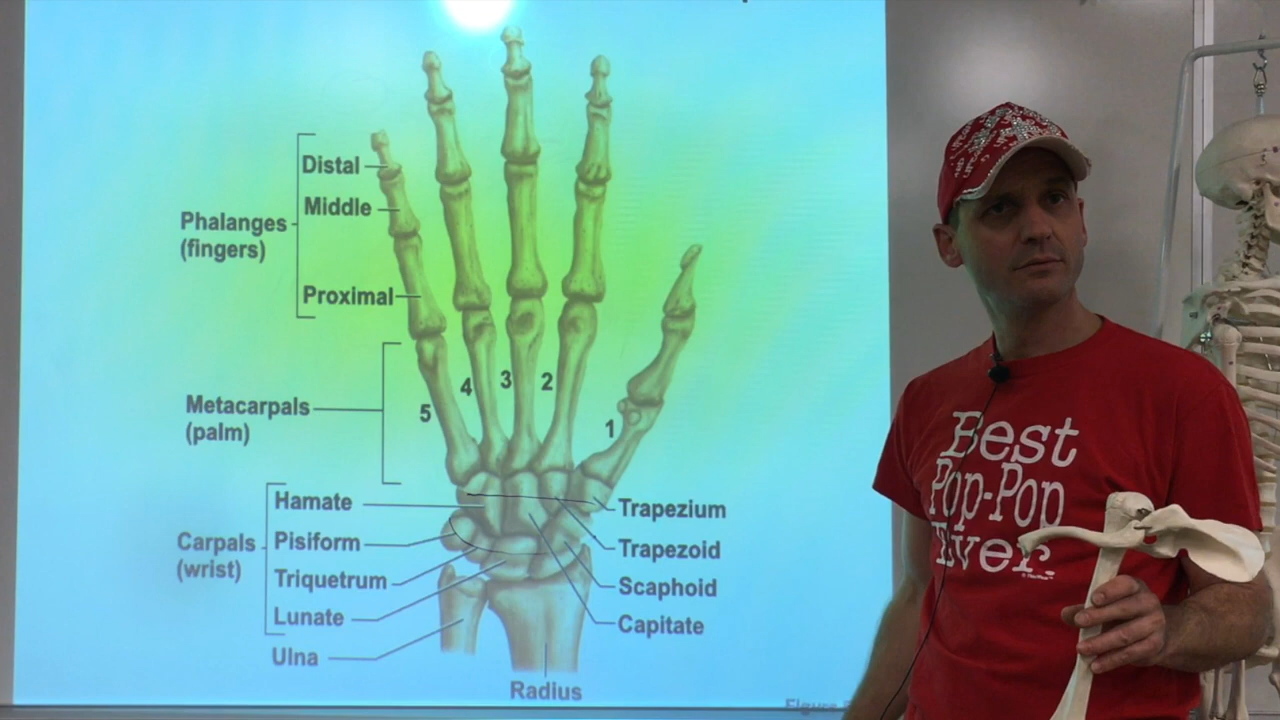 Distal
Middle
Phalanges
(fingers)
Proximal
4
3
2
5
1
Metacarpals
(palm)
Hamate
Pisiform
Carpals
(wrist)
Triquetrum
Lunate
Ulna
Trapezium
Trapezoid
Scaphoid
Capitate
Radius
Figure
Best
Pop-Pop
Ever.